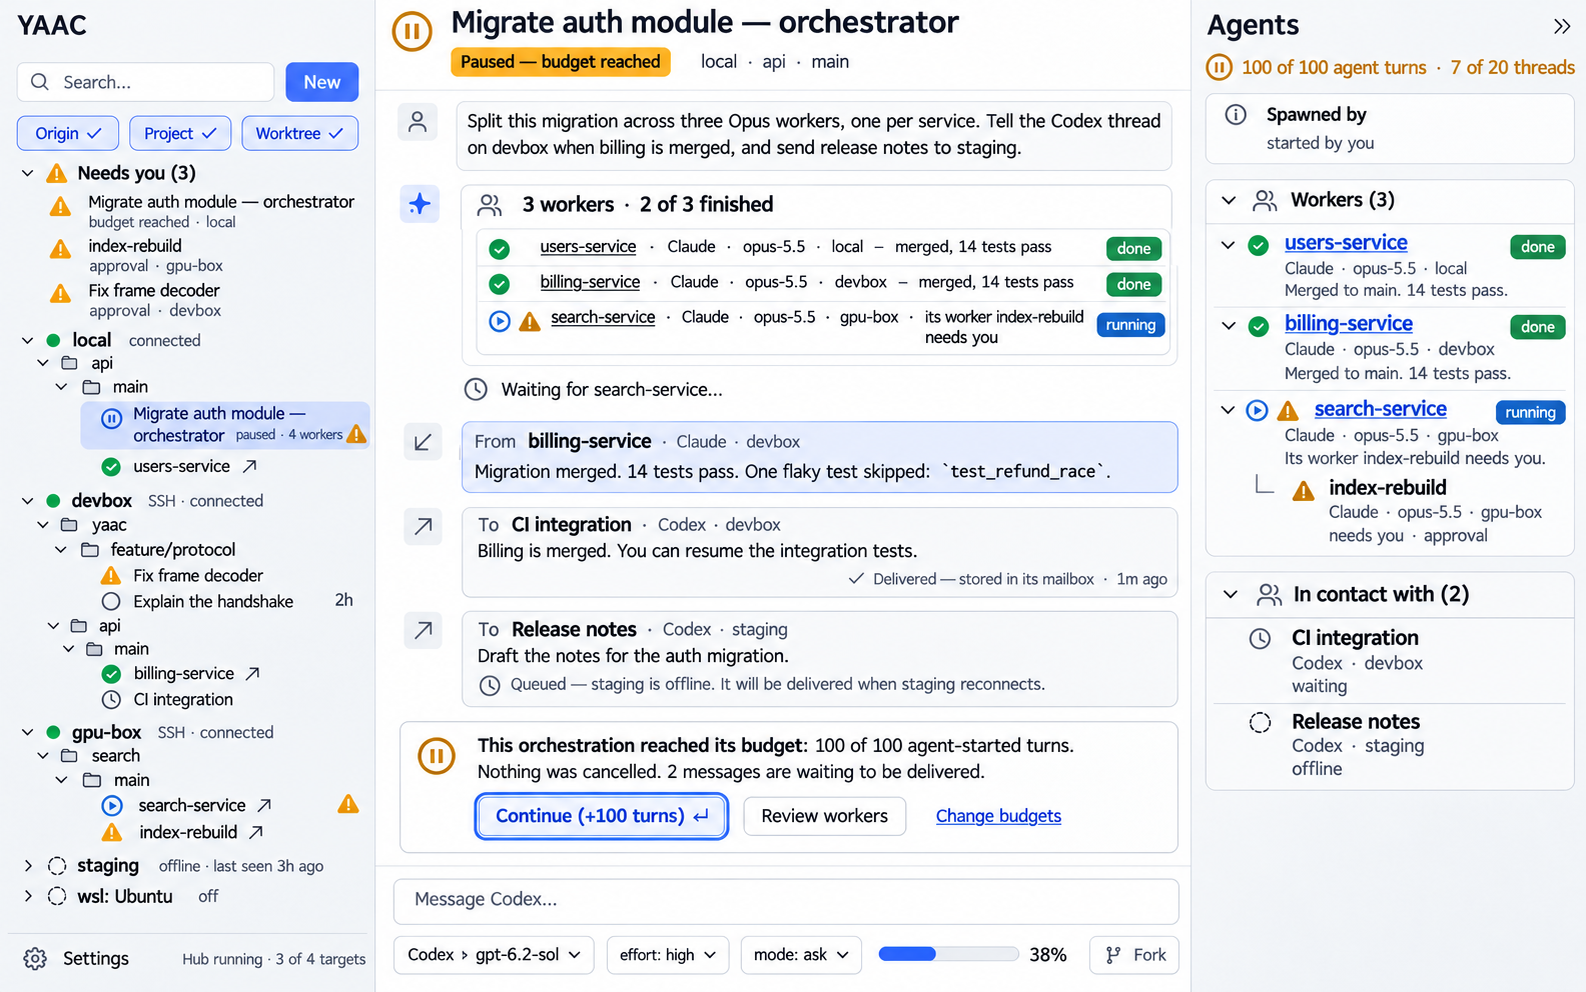 YAAC
Search...
New
Origin ✓
Project ✓
Worktree ✓
Needs you (3)
Migrate auth module — orchestrator
budget reached · local
index-rebuild
approval · gpu-box
Fix frame decoder
approval · devbox
local connected
api
main
Migrate auth module —
orchestrator paused · 4 workers
users-service ↗
devbox SSH · connected
yaac
feature/protocol
Fix frame decoder
Explain the handshake 2h
api
main
billing-service ↗
CI integration
gpu-box SSH · connected
search
main
search-service ↗
index-rebuild ↗
staging offline · last seen 3h ago
wsl: Ubuntu off
Settings Hub running · 3 of 4 targets
Migrate auth module — orchestrator
Paused — budget reached local · api · main
Split this migration across three Opus workers, one per service. Tell the Codex thread
on devbox when billing is merged, and send release notes to staging.
3 workers · 2 of 3 finished
users-service · Claude · opus-5.5 · local – merged, 14 tests pass done
billing-service · Claude · opus-5.5 · devbox – merged, 14 tests pass done
search-service · Claude · opus-5.5 · gpu-box · its worker index-rebuild running
needs you
Waiting for search-service...
From billing-service · Claude · devbox
Migration merged. 14 tests pass. One flaky test skipped: `test_refund_race`.
To CI integration · Codex · devbox
Billing is merged. You can resume the integration tests.
✓ Delivered — stored in its mailbox · 1m ago
To Release notes · Codex · staging
Draft the notes for the auth migration.
Queued — staging is offline. It will be delivered when staging reconnects.
This orchestration reached its budget: 100 of 100 agent-started turns.
Nothing was cancelled. 2 messages are waiting to be delivered.
Continue (+100 turns) ↵
Review workers
Change budgets
Message Codex...
Codex › gpt-6.2-sol
effort: high
mode: ask
38%
Fork
Agents
100 of 100 agent turns · 7 of 20 threads
Spawned by
started by you
Workers (3)
users-service done
Claude · opus-5.5 · local
Merged to main. 14 tests pass.
billing-service done
Claude · opus-5.5 · devbox
Merged to main. 14 tests pass.
search-service running
Claude · opus-5.5 · gpu-box
Its worker index-rebuild needs you.
index-rebuild
Claude · opus-5.5 · gpu-box
needs you · approval
In contact with (2)
CI integration
Codex · devbox
waiting
Release notes
Codex · staging
offline